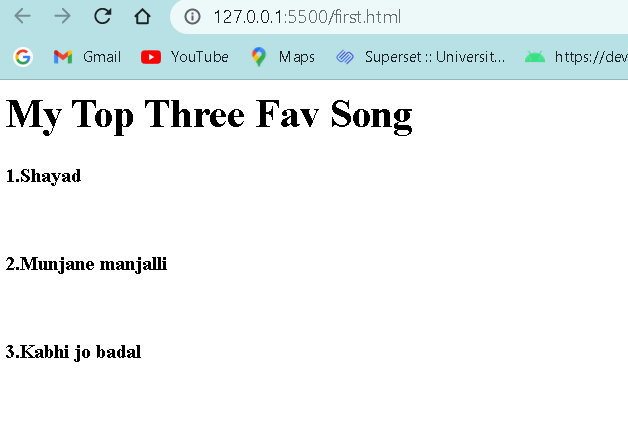 127.0.0.1:5500/first.html
Gmail YouTube Maps Superset :: Universit... https://dev
My Top Three Fav Song
1.Shayad
2.Munjane manjalli
3.Kabhi jo badal